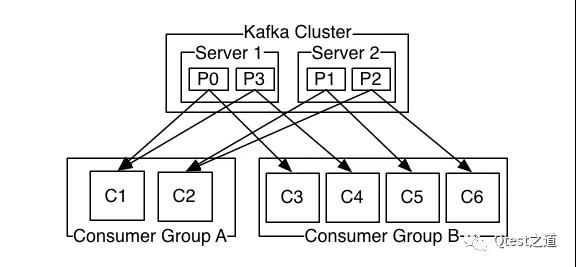 Kafka Cluster
Server 1 Server 2
P0 P3 P1 P2
C1 C2 C3 C4 C5 C6
Consumer Group A Consumer Group B
Qtest之道